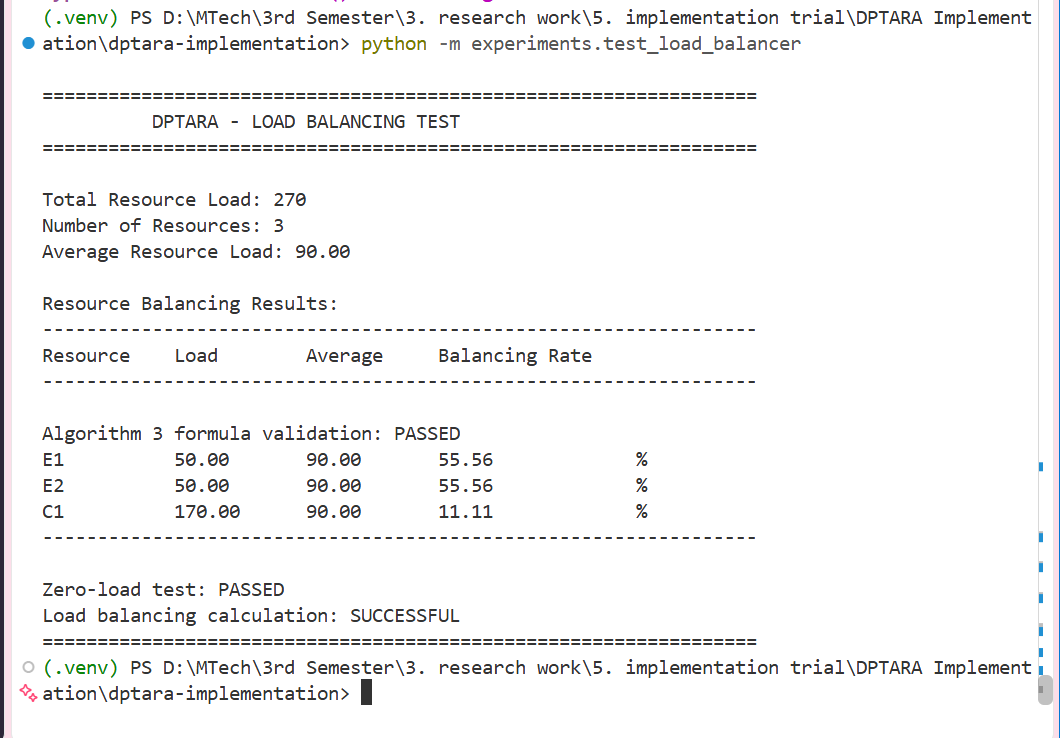 (.venv) PS D:\MTech\3rd Semester\3. research work\5. implementation trial\DPTARA Implement
ation\dptara-implementation> python -m experiments.test_load_balancer
=================================================================
DPTARA - LOAD BALANCING TEST
=================================================================
Total Resource Load: 270
Number of Resources: 3
Average Resource Load: 90.00
Resource Balancing Results:
-----------------------------------------------------------------
Resource    Load        Average     Balancing Rate
-----------------------------------------------------------------
Algorithm 3 formula validation: PASSED
E1          50.00       90.00       55.56             %
E2          50.00       90.00       55.56             %
C1          170.00      90.00       11.11             %
-----------------------------------------------------------------
Zero-load test: PASSED
Load balancing calculation: SUCCESSFUL
=================================================================
(.venv) PS D:\MTech\3rd Semester\3. research work\5. implementation trial\DPTARA Implement
ation\dptara-implementation>